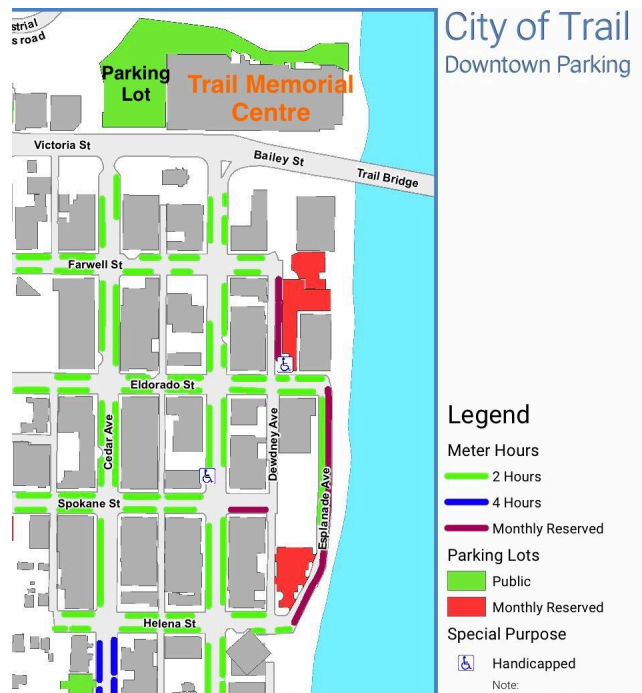 City of Trail
Downtown Parking
strial
s road
Parking
Lot
Trail Memorial
Centre
Victoria St
Bailey St
Trail Bridge
Farwell St
Eldorado St
Cedar Ave
Dewdney Ave
Esplanade Ave
Spokane St
Helena St
Legend
Meter Hours
2 Hours
4 Hours
Monthly Reserved
Parking Lots
Public
Monthly Reserved
Special Purpose
Handicapped
Note: